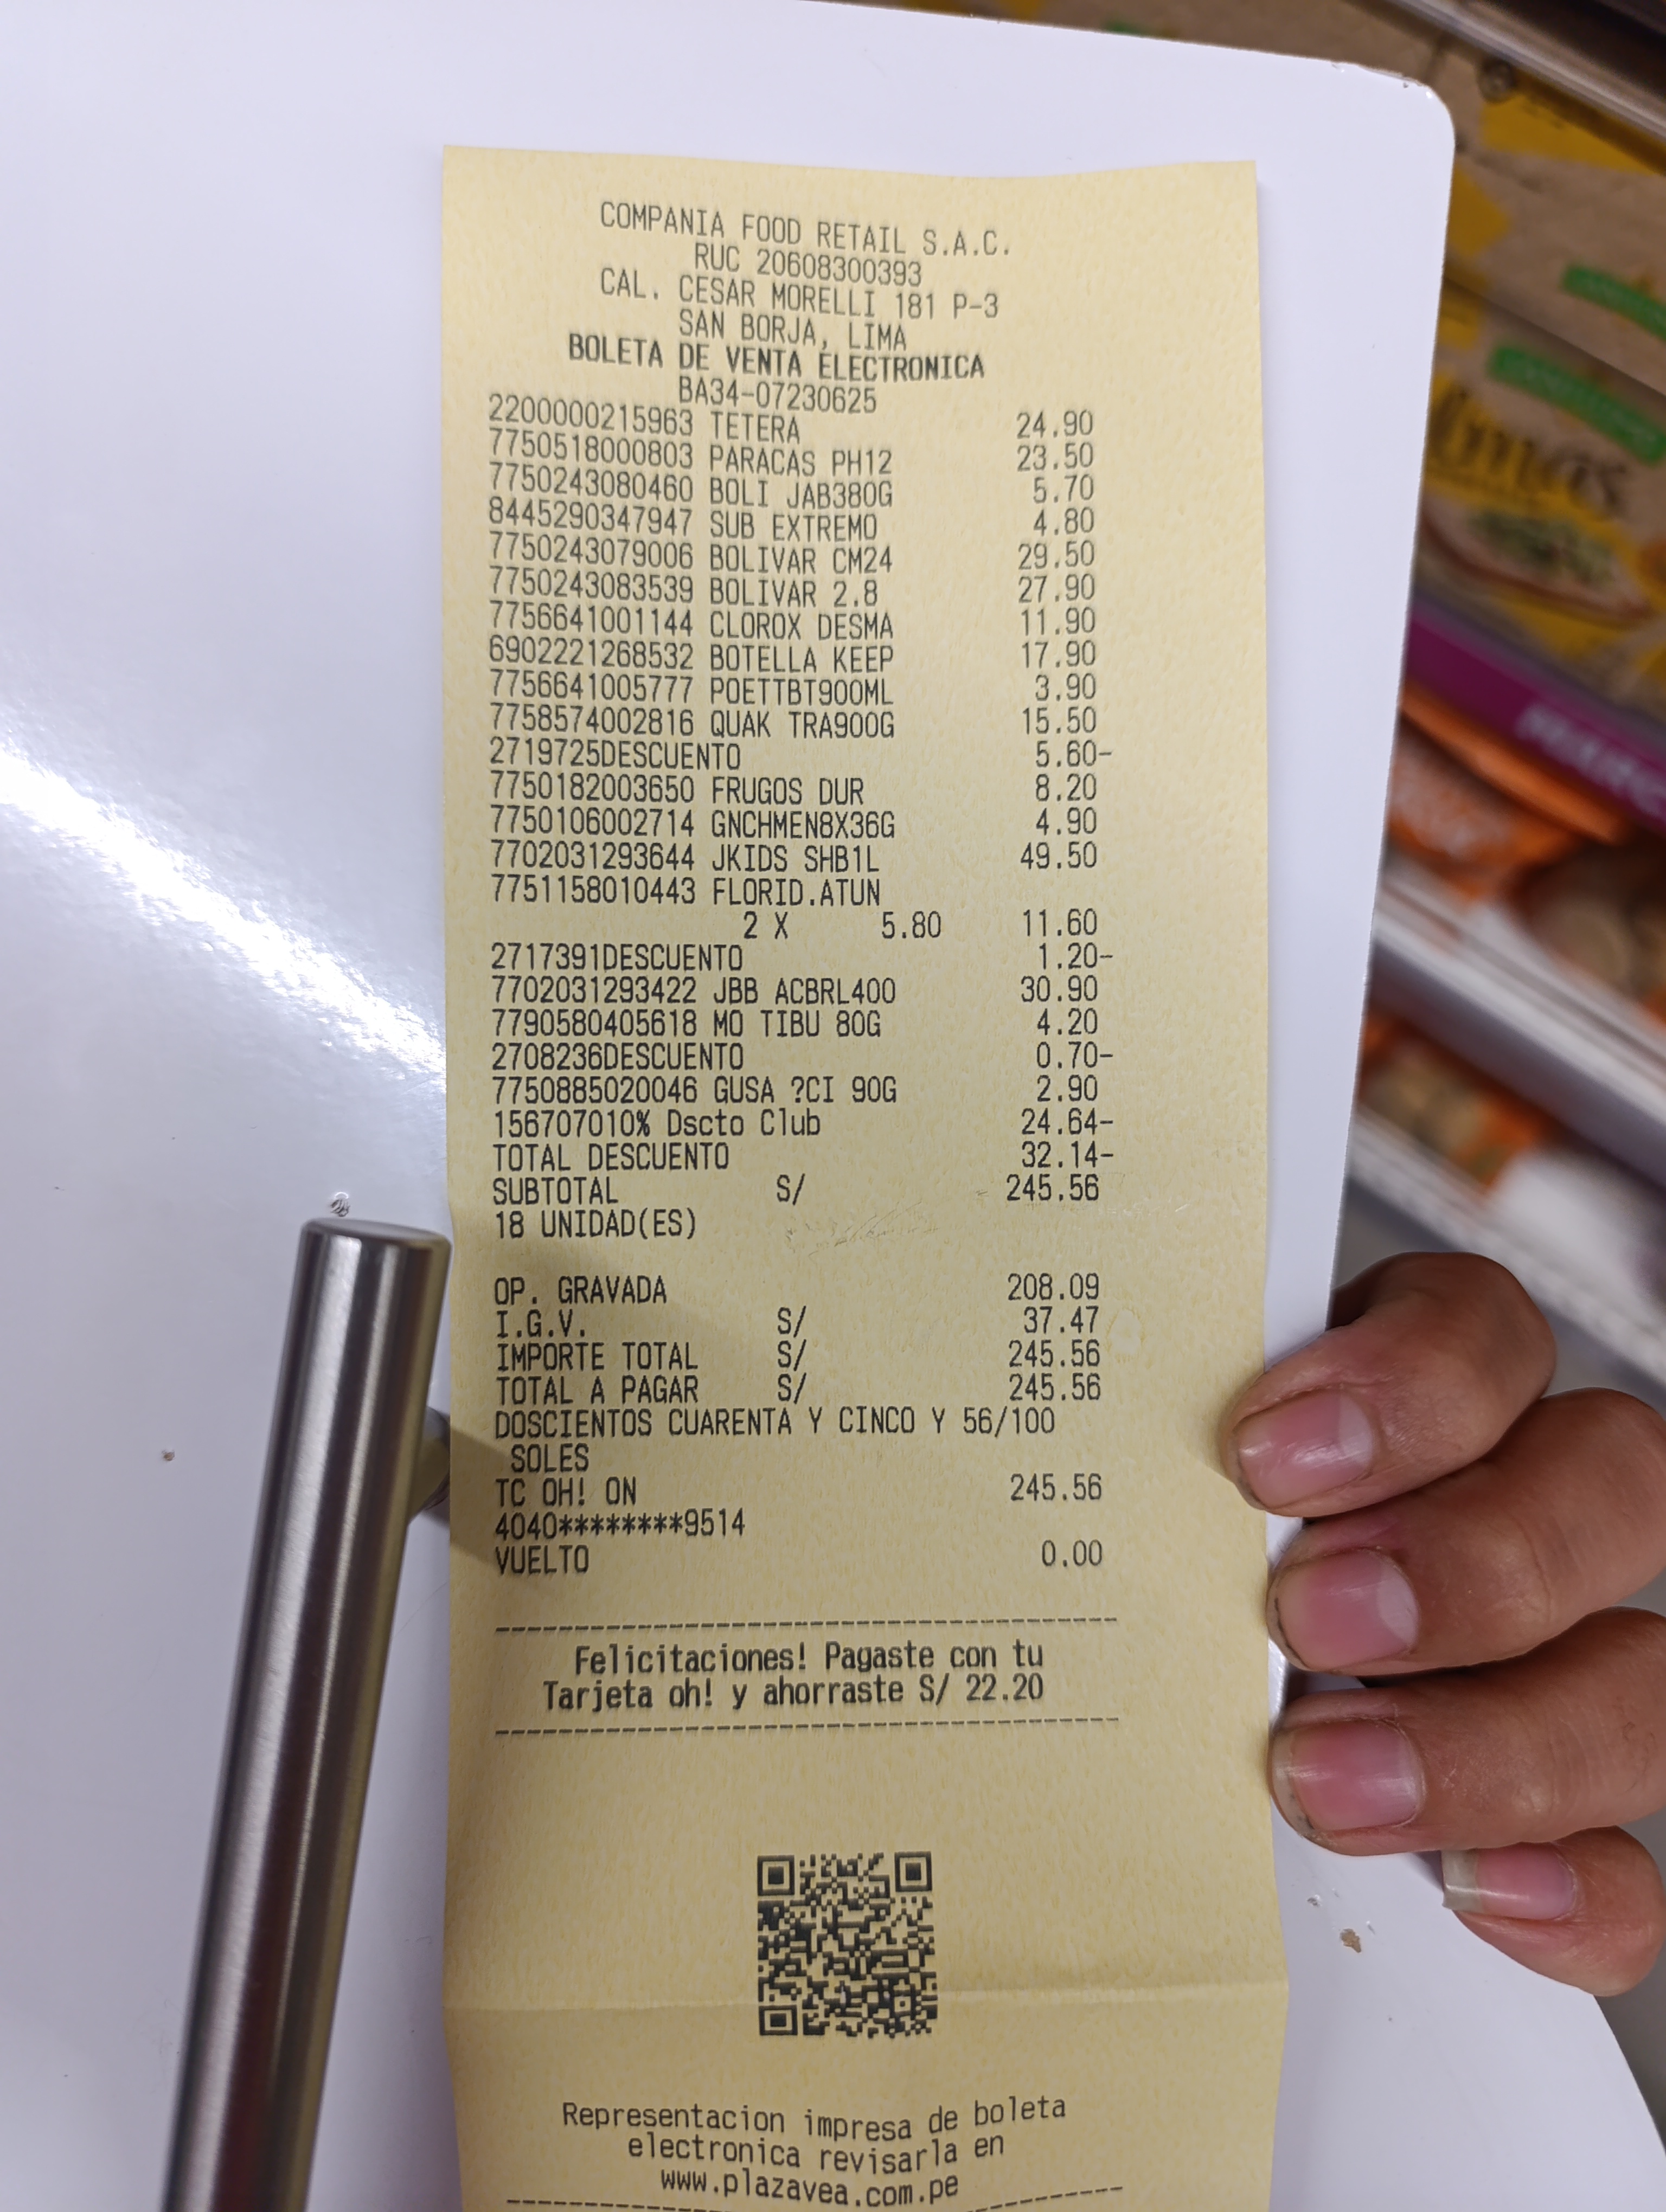 COMPANIA FOOD RETAIL S.A.C.
RUC 20608300393
CAL. CESAR MORELLI 181 P-3
SAN BORJA, LIMA
BOLETA DE VENTA ELECTRONICA
BA34-07230625
2200000215963 TETERA 24.90
7750518000803 PARACAS PH12 23.50
7750243080460 BOLI JAB380G 5.70
8445290347947 SUB EXTREMO 4.80
7750243079006 BOLIVAR CM24 29.50
7750243083539 BOLIVAR 2.8 27.90
7756641001144 CLOROX DESMA 11.90
6902221268532 BOTELLA KEEP 17.90
7756641005777 POETTBT900ML 3.90
7758574002816 QUAK TRA900G 15.50
2719725DESCUENTO 5.60-
7750182003650 FRUGOS DUR 8.20
7750106002714 GNCHMEN8X36G 4.90
7702031293644 JKIDS SHB1L 49.50
7751158010443 FLORID.ATUN
2 X 5.80 11.60
2717391DESCUENTO 1.20-
7702031293422 JBB ACBRL400 30.90
7790580405618 MO TIBU 80G 4.20
2708236DESCUENTO 0.70-
7750885020046 GUSA ?CI 90G 2.90
156707010% Dscto Club 24.64-
TOTAL DESCUENTO 32.14-
SUBTOTAL S/ 245.56
18 UNIDAD(ES)
OP. GRAVADA 208.09
I.G.V. S/ 37.47
IMPORTE TOTAL S/ 245.56
TOTAL A PAGAR S/ 245.56
DOSCIENTOS CUARENTA Y CINCO Y 56/100
SOLES
TC OH! ON 245.56
4040********9514
VUELTO 0.00
Felicitaciones! Pagaste con tu
Tarjeta oh! y ahorraste S/ 22.20
Representacion impresa de boleta
electronica revisarla en
www.plazavea.com.pe